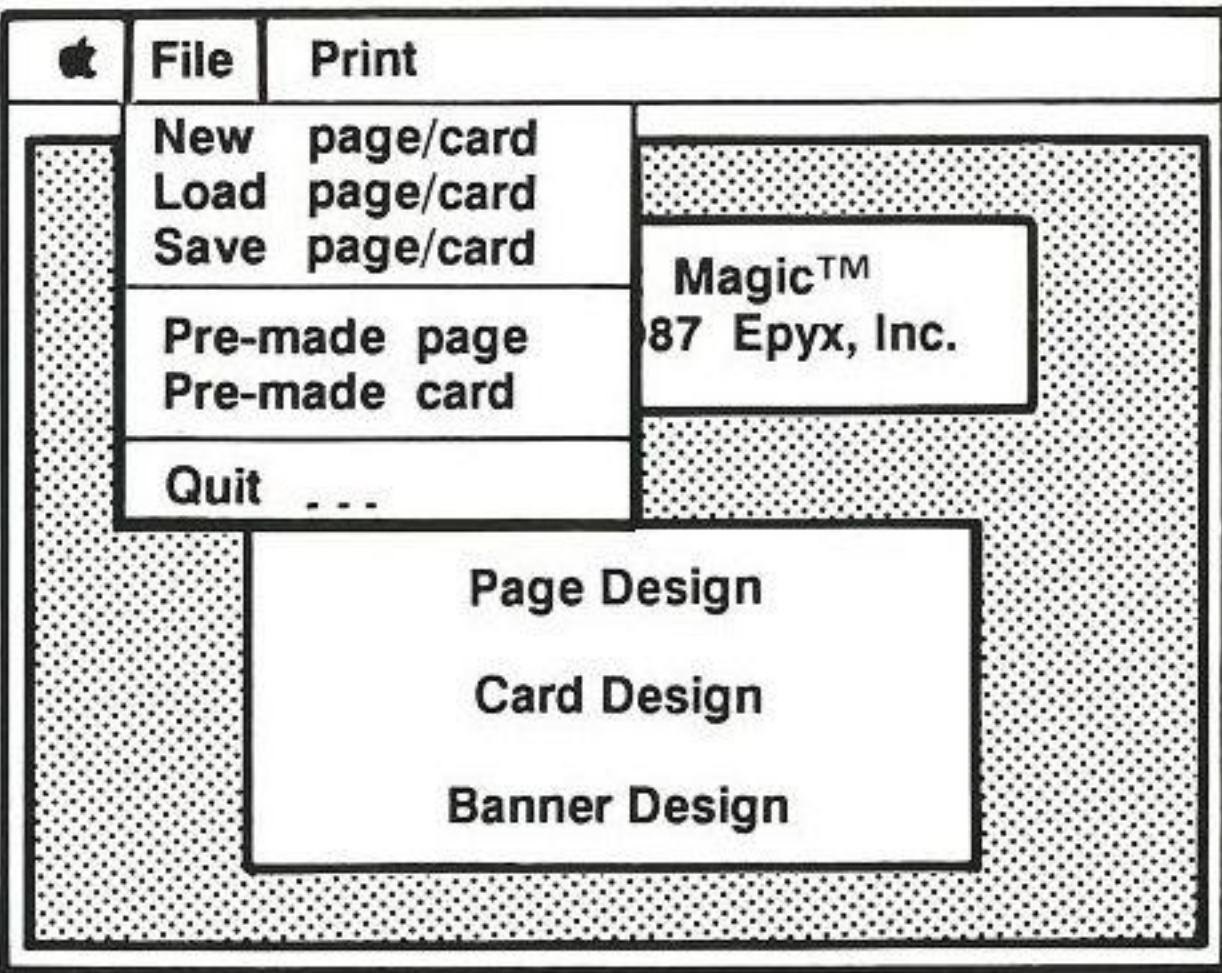 File Print
New page/card
Load page/card
Save page/card
Pre-made page
Pre-made card
Quit ...
Magic™
87 Epyx, Inc.
Page Design
Card Design
Banner Design